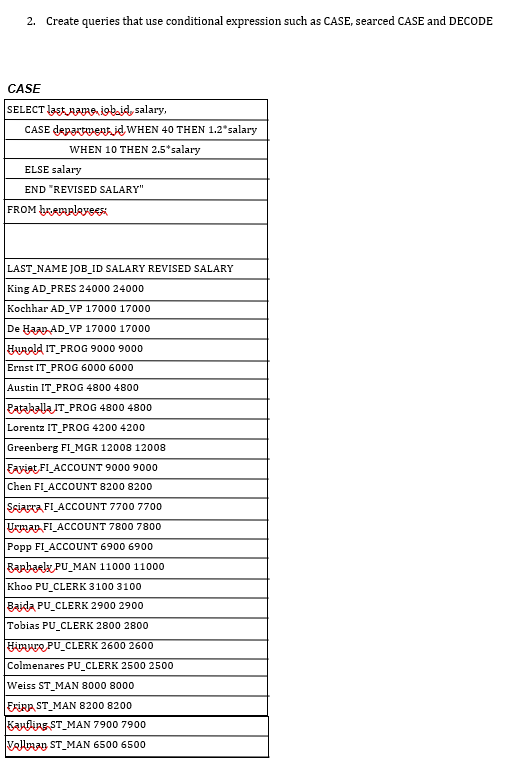 2. Create queries that use conditional expression such as CASE, searced CASE and DECODE
CASE
SELECT last_name, job_id, salary,
CASE department_id WHEN 40 THEN 1.2*salary
WHEN 10 THEN 2.5*salary
ELSE salary
END "REVISED SALARY"
FROM hr.employees;
LAST_NAME JOB_ID SALARY REVISED SALARY
King AD_PRES 24000 24000
Kochhar AD_VP 17000 17000
De Haan AD_VP 17000 17000
Hunold IT_PROG 9000 9000
Ernst IT_PROG 6000 6000
Austin IT_PROG 4800 4800
Pataballa IT_PROG 4800 4800
Lorentz IT_PROG 4200 4200
Greenberg FI_MGR 12008 12008
Faviet FI_ACCOUNT 9000 9000
Chen FI_ACCOUNT 8200 8200
Sciarra FI_ACCOUNT 7700 7700
Urman FI_ACCOUNT 7800 7800
Popp FI_ACCOUNT 6900 6900
Raphaely PU_MAN 11000 11000
Khoo PU_CLERK 3100 3100
Baida PU_CLERK 2900 2900
Tobias PU_CLERK 2800 2800
Himuro PU_CLERK 2600 2600
Colmenares PU_CLERK 2500 2500
Weiss ST_MAN 8000 8000
Fripp ST_MAN 8200 8200
Kaufling ST_MAN 7900 7900
Vollman ST_MAN 6500 6500